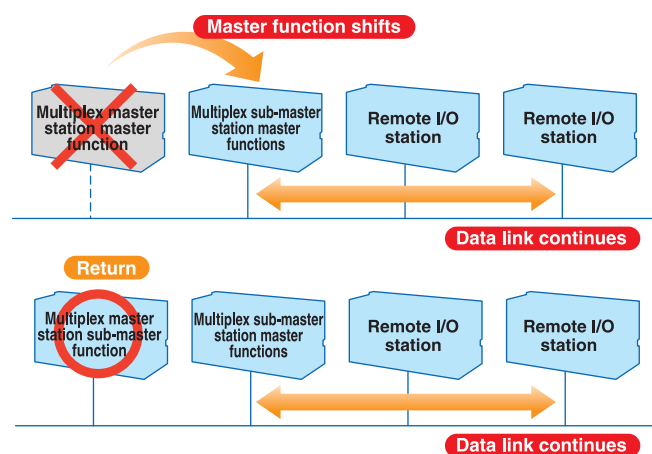 Master function shifts
Multiplex master
station master
function
Multiplex sub-master
station master
functions
Remote I/O
station
Remote I/O
station
Data link continues
Return
Multiplex master
station sub-master
function
Multiplex sub-master
station master
functions
Remote I/O
station
Remote I/O
station
Data link continues